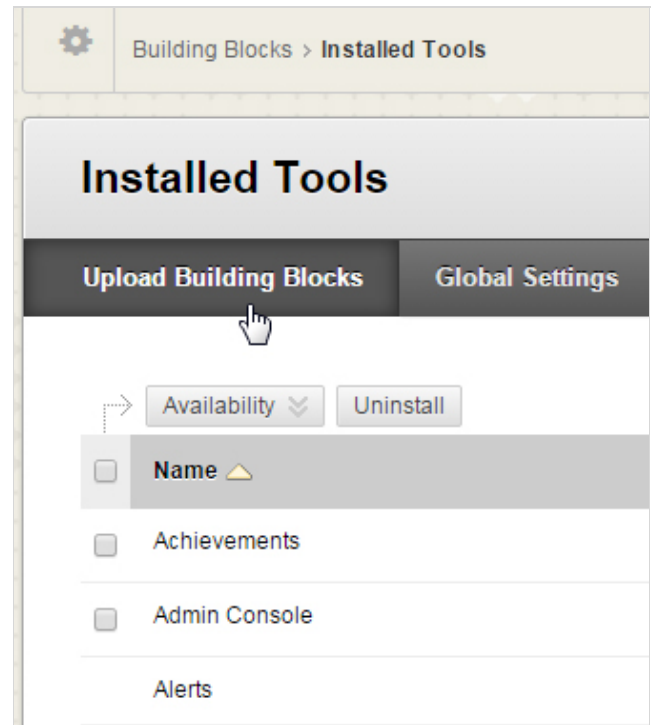 Building Blocks > Installed Tools
Installed Tools
Upload Building Blocks Global Settings
Availability Uninstall
Name
Achievements
Admin Console
Alerts